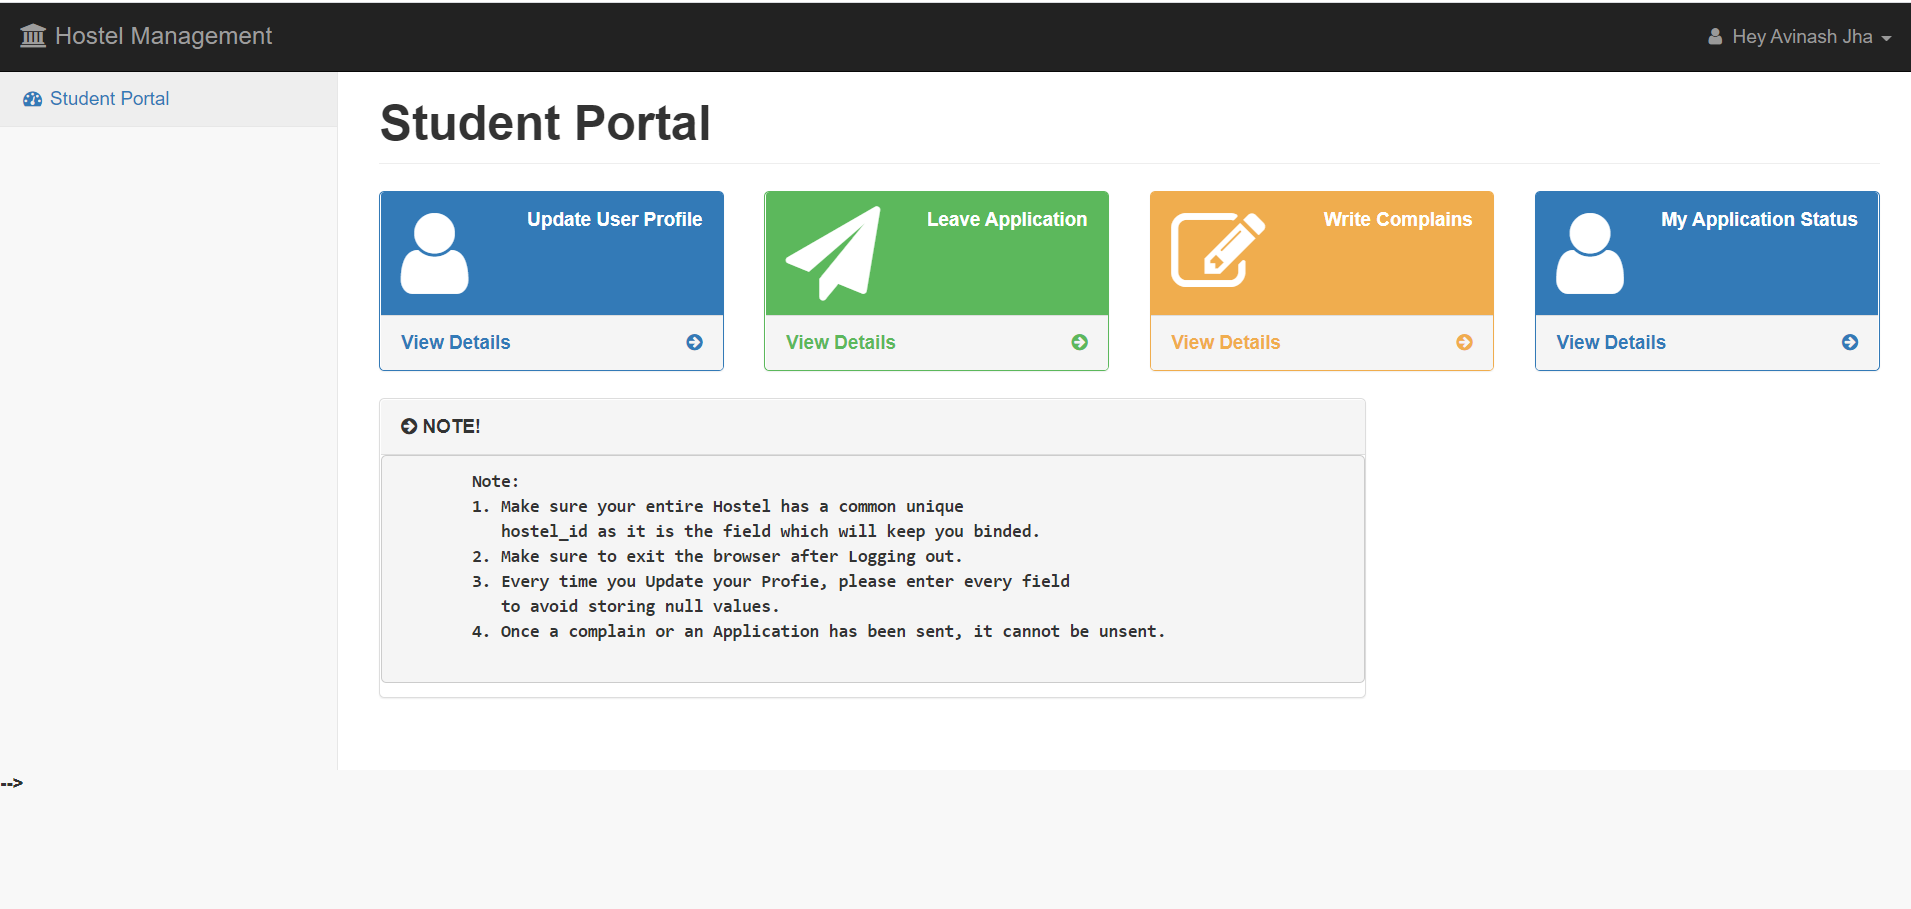 Hostel Management
Hey Avinash Jha
Student Portal
Student Portal
Update User Profile
View Details
Leave Application
View Details
Write Complains
View Details
My Application Status
View Details
NOTE!
Note:
1. Make sure your entire Hostel has a common unique
hostel_id as it is the field which will keep you binded.
2. Make sure to exit the browser after Logging out.
3. Every time you Update your Profie, please enter every field
to avoid storing null values.
4. Once a complain or an Application has been sent, it cannot be unsent.
-->